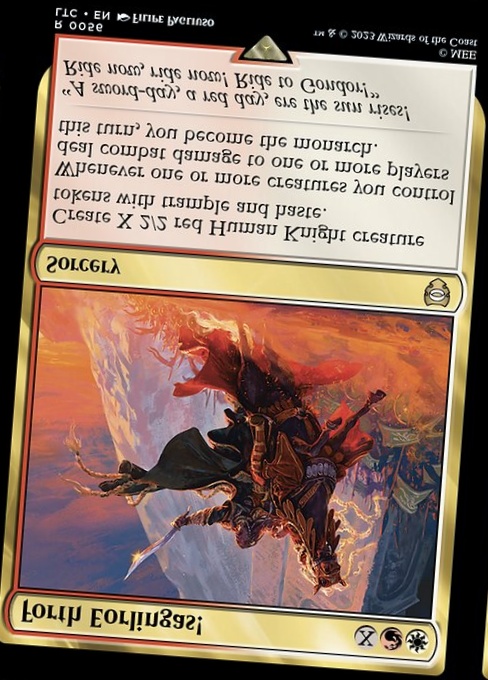 Forth Eorlingas!
X
Sorcery
Create X 2/2 red Human Knight creature
tokens with trample and haste.
Whenever one or more creatures you control
deal combat damage to one or more players
this turn, you become the monarch.
“A sword-day, a red day, ere the sun rises!
Ride now, ride now! Ride to Gondor!”
R 0056
LTC • EN Filipe Pagliuso
© MEE
™ & © 2023 Wizards of the Coast